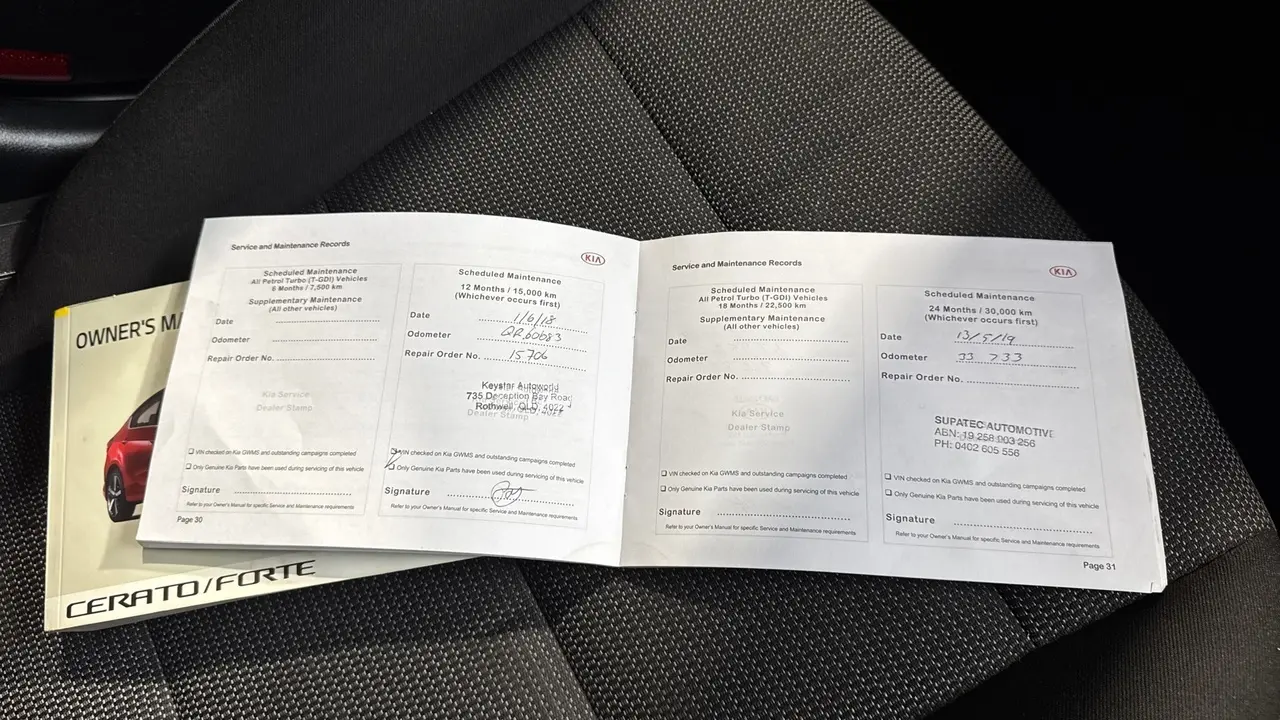 OWNER'S MA
CERATO/FORTE
Service and Maintenance Records
KIA
Scheduled Maintenance
All Petrol Turbo (T-GDI) Vehicles
6 Months / 7,500 km
Supplementary Maintenance
(All other vehicles)
Date
Odometer
Repair Order No.
Kia Service
Dealer Stamp
VIN checked on Kia GWMS and outstanding campaigns completed
Only Genuine Kia Parts have been used during servicing of this vehicle
Signature
Refer to your Owner's Manual for specific Service and Maintenance requirements
Page 30
Scheduled Maintenance
12 Months / 15,000 km
(Whichever occurs first)
Date 1/6/18
Odometer
Repair Order No. 15706
Keystar Autoworld
735 Deception Bay Road
Rothwell, QLD, 4022
Dealer Stamp
VIN checked on Kia GWMS and outstanding campaigns completed
Only Genuine Kia Parts have been used during servicing of this vehicle
Signature
Refer to your Owner's Manual for specific Service and Maintenance requirements
Service and Maintenance Records
KIA
Scheduled Maintenance
All Petrol Turbo (T-GDI) Vehicles
18 Months / 22,500 km
Supplementary Maintenance
(All other vehicles)
Date
Odometer
Repair Order No.
Kia Service
Dealer Stamp
VIN checked on Kia GWMS and outstanding campaigns completed
Only Genuine Kia Parts have been used during servicing of this vehicle
Signature
Refer to your Owner's Manual for specific Service and Maintenance requirements
Scheduled Maintenance
24 Months / 30,000 km
(Whichever occurs first)
Date 13/5/19
Odometer 33 733
Repair Order No.
SUPATEC AUTOMOTIVE
ABN: 19 258 903 256
PH: 0402 605 556
VIN checked on Kia GWMS and outstanding campaigns completed
Only Genuine Kia Parts have been used during servicing of this vehicle
Signature
Refer to your Owner's Manual for specific Service and Maintenance requirements
Page 31